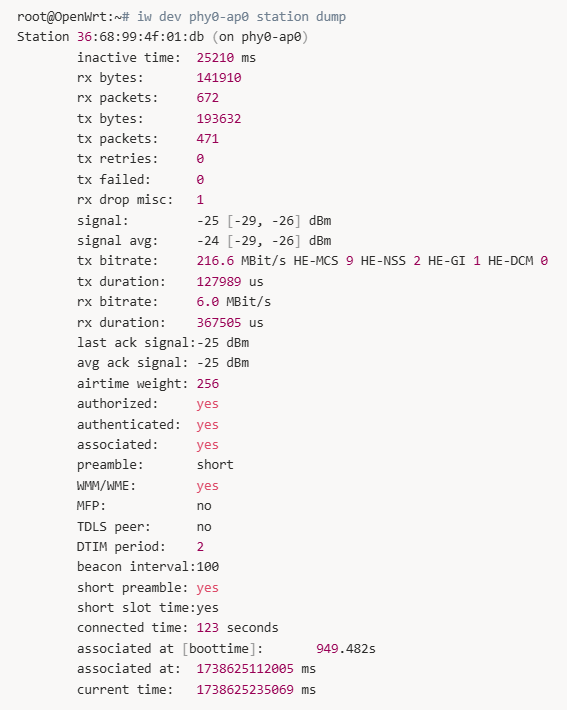 root@OpenWrt:~# iw dev phy0-ap0 station dump
Station 36:68:99:4f:01:db (on phy0-ap0)
inactive time: 25210 ms
rx bytes: 141910
rx packets: 672
tx bytes: 193632
tx packets: 471
tx retries: 0
tx failed: 0
rx drop misc: 1
signal: -25 [-29, -26] dBm
signal avg: -24 [-29, -26] dBm
tx bitrate: 216.6 MBit/s HE-MCS 9 HE-NSS 2 HE-GI 1 HE-DCM 0
tx duration: 127989 us
rx bitrate: 6.0 MBit/s
rx duration: 367505 us
last ack signal:-25 dBm
avg ack signal: -25 dBm
airtime weight: 256
authorized: yes
authenticated: yes
associated: yes
preamble: short
WMM/WME: yes
MFP: no
TDLS peer: no
DTIM period: 2
beacon interval:100
short preamble: yes
short slot time:yes
connected time: 123 seconds
associated at [boottime]: 949.482s
associated at: 1738625112005 ms
current time: 1738625235069 ms